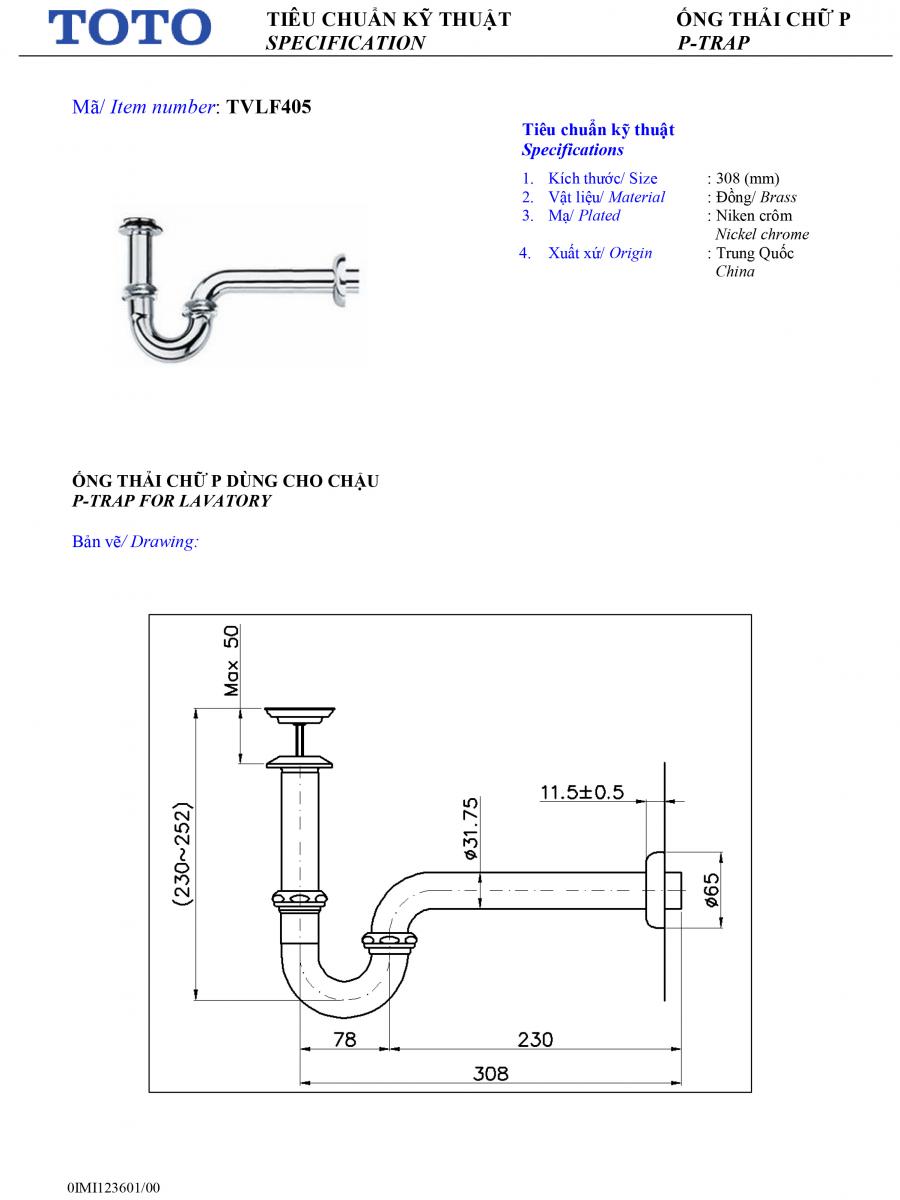 TOTO
TIÊU CHUẨN KỸ THUẬT
SPECIFICATION
ỐNG THẢI CHỮ P
P-TRAP
Mã/ Item number: TVLF405
Tiêu chuẩn kỹ thuật
Specifications
1. Kích thước/ Size : 308 (mm)
2. Vật liệu/ Material : Đồng/ Brass
3. Mạ/ Plated : Niken crôm
Nickel chrome
4. Xuất xứ/ Origin : Trung Quốc
China
ỐNG THẢI CHỮ P DÙNG CHO CHẬU
P-TRAP FOR LAVATORY
Bản vẽ/ Drawing:
Max 50
(230~252)
ø31.75
11.5±0.5
ø65
78
230
308
0IMI123601/00